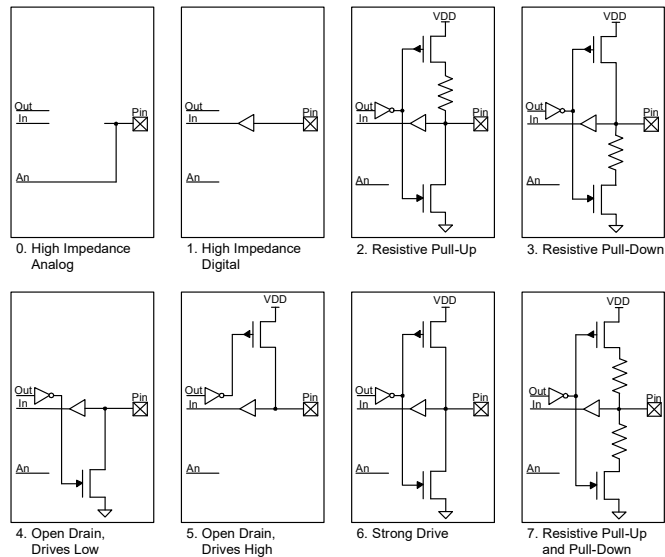 VDD
VDD
Out
In
Pin
An
Out
In
Pin
An
Out
In
Pin
An
Out
In
Pin
An
0. High Impedance
Analog
1. High Impedance
Digital
2. Resistive Pull-Up
3. Resistive Pull-Down
VDD
VDD
VDD
Out
In
Pin
An
Out
In
Pin
An
Out
In
Pin
An
Out
In
Pin
An
4. Open Drain,
Drives Low
5. Open Drain,
Drives High
6. Strong Drive
7. Resistive Pull-Up
and Pull-Down